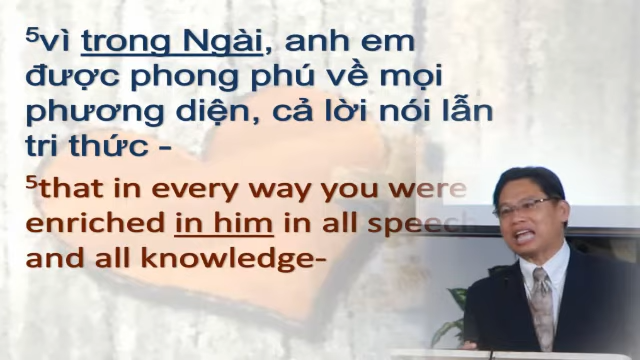 ⁵vì trong Ngài, anh em
được phong phú về mọi
phương diện, cả lời nói lẫn
tri thức -
⁵that in every way you were
enriched in him in all speech
and all knowledge-